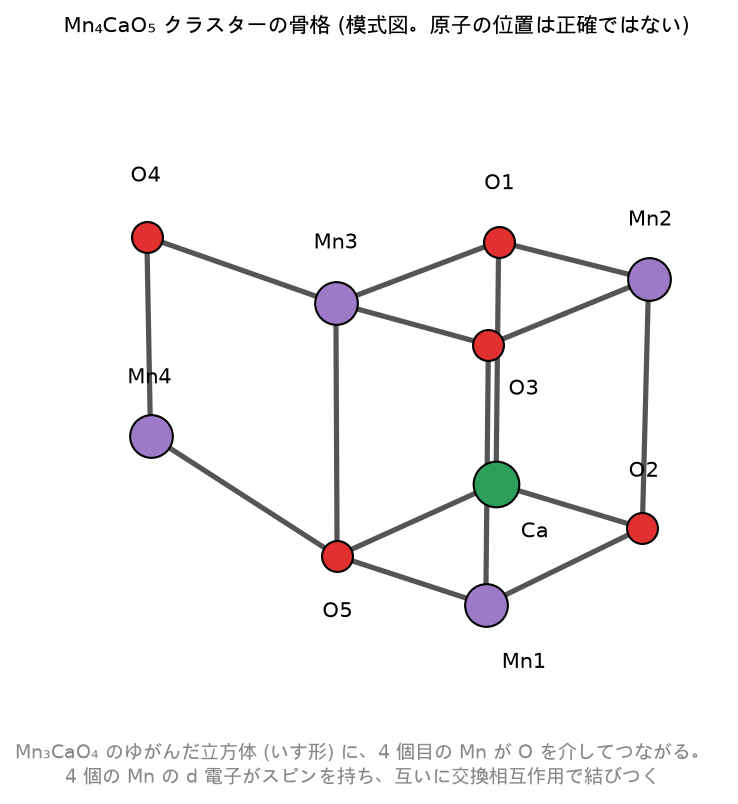 Mn₄CaO₅ クラスターの骨格 (模式図。原子の位置は正確ではない)
O4
O1
Mn2
Mn3
Mn4
O3
O2
Ca
O5
Mn1
Mn₃CaO₄ のゆがんだ立方体 (いす形) に、4 個目の Mn が O を介してつながる。
4 個の Mn の d 電子がスピンを持ち、互いに交換相互作用で結びつく